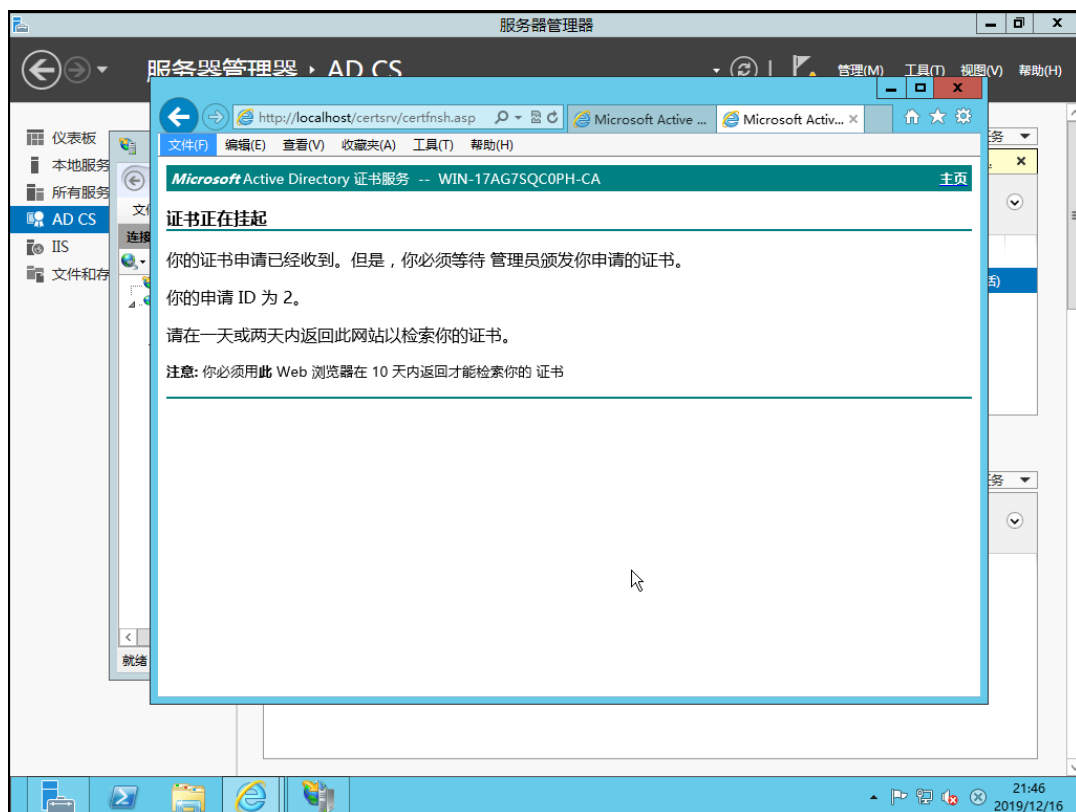 服务器管理器
服务器管理器 ▸ AD CS
管理(M) 工具(T) 视图(V) 帮助(H)
http://localhost/certsrv/certfnsh.asp
Microsoft Active ...
Microsoft Activ...
文件(F) 编辑(E) 查看(V) 收藏夹(A) 工具(T) 帮助(H)
仪表板
本地服务
所有服务
AD CS
IIS
文件和存
连接
Microsoft Active Directory 证书服务 -- WIN-17AG7SQC0PH-CA
主页
证书正在挂起
你的证书申请已经收到。但是，你必须等待 管理员颁发你申请的证书。
你的申请 ID 为 2。
请在一天或两天内返回此网站以检索你的证书。
注意: 你必须用此 Web 浏览器在 10 天内返回才能检索你的 证书
就绪
21:46
2019/12/16